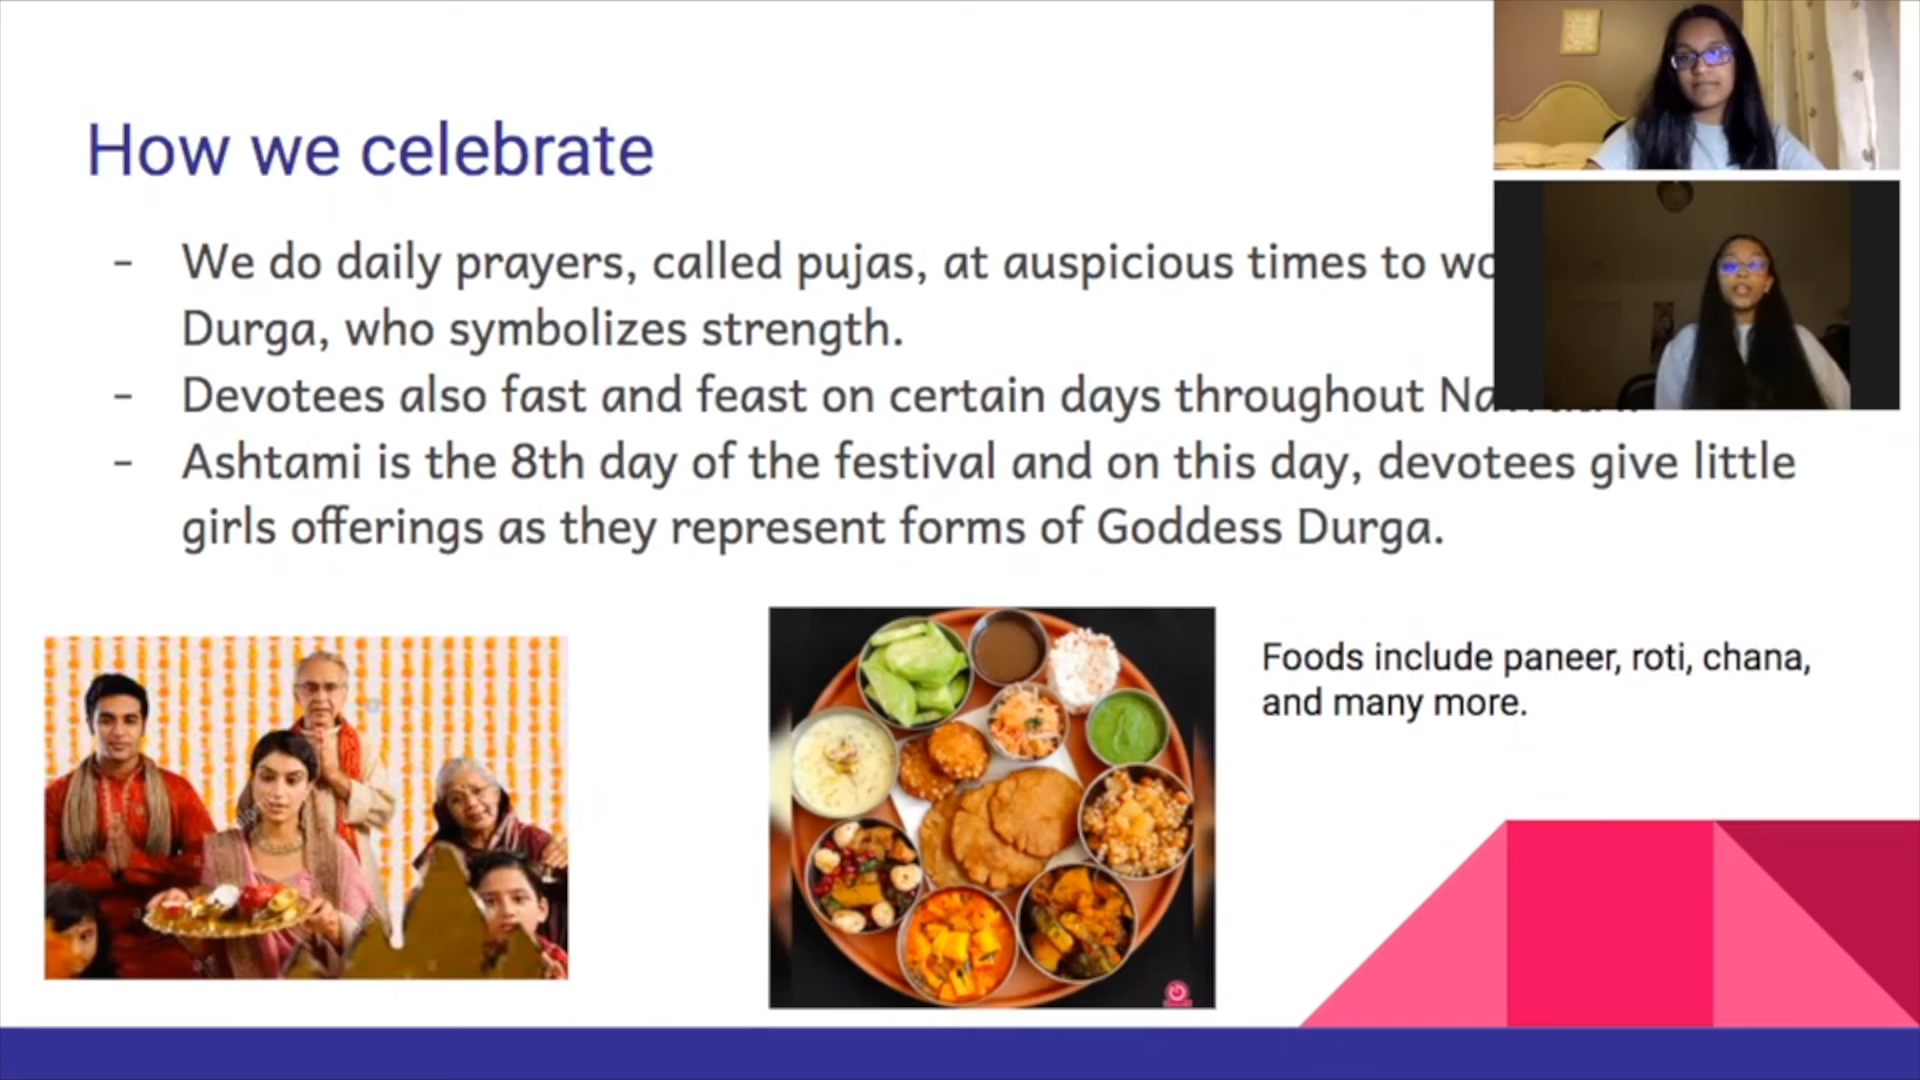 How we celebrate
- We do daily prayers, called pujas, at auspicious times to
Durga, who symbolizes strength.
- Devotees also fast and feast on certain days throughout
- Ashtami is the 8th day of the festival and on this day, devotees give little
girls offerings as they represent forms of Goddess Durga.
Foods include paneer, roti, chana,
and many more.